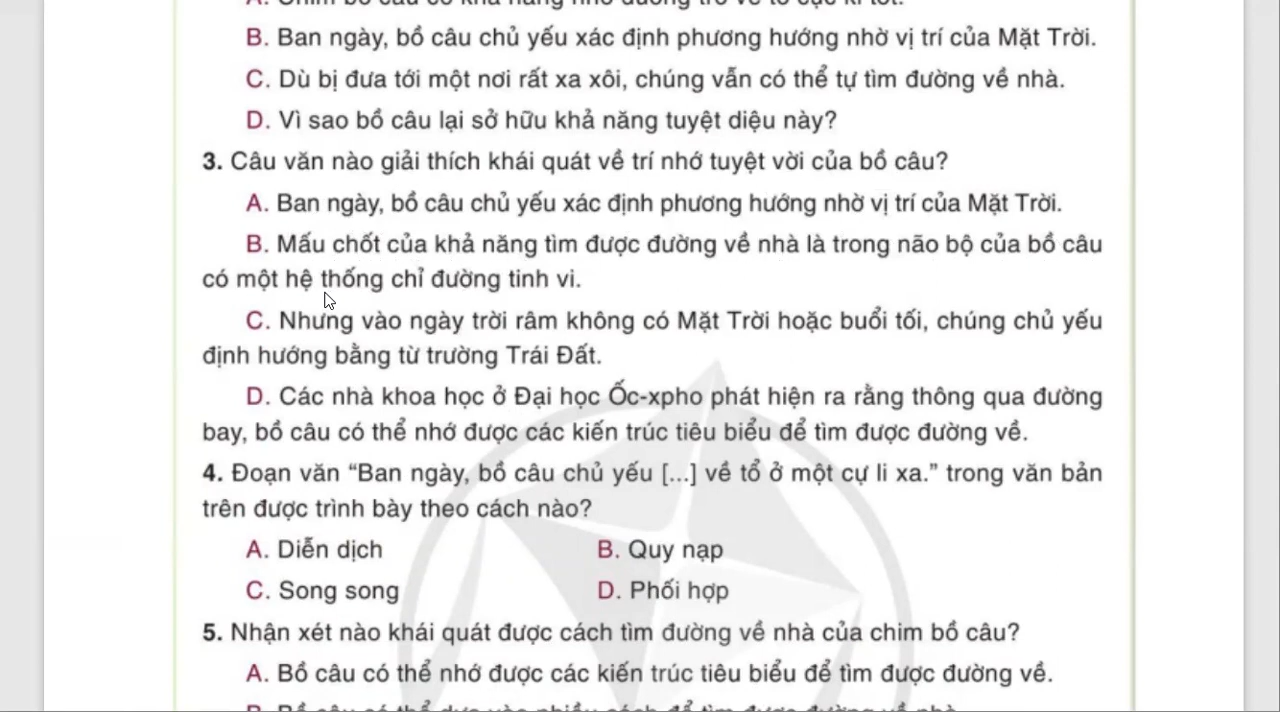 B. Ban ngày, bồ câu chủ yếu xác định phương hướng nhờ vị trí của Mặt Trời.
C. Dù bị đưa tới một nơi rất xa xôi, chúng vẫn có thể tự tìm đường về nhà.
D. Vì sao bồ câu lại sở hữu khả năng tuyệt diệu này?
3. Câu văn nào giải thích khái quát về trí nhớ tuyệt vời của bồ câu?
A. Ban ngày, bồ câu chủ yếu xác định phương hướng nhờ vị trí của Mặt Trời.
B. Mấu chốt của khả năng tìm được đường về nhà là trong não bộ của bồ câu
có một hệ thống chỉ đường tinh vi.
C. Nhưng vào ngày trời râm không có Mặt Trời hoặc buổi tối, chúng chủ yếu
định hướng bằng từ trường Trái Đất.
D. Các nhà khoa học ở Đại học Ốc-xpho phát hiện ra rằng thông qua đường
bay, bồ câu có thể nhớ được các kiến trúc tiêu biểu để tìm được đường về.
4. Đoạn văn “Ban ngày, bồ câu chủ yếu [...] về tổ ở một cự li xa.” trong văn bản
trên được trình bày theo cách nào?
A. Diễn dịch B. Quy nạp
C. Song song D. Phối hợp
5. Nhận xét nào khái quát được cách tìm đường về nhà của chim bồ câu?
A. Bồ câu có thể nhớ được các kiến trúc tiêu biểu để tìm được đường về.